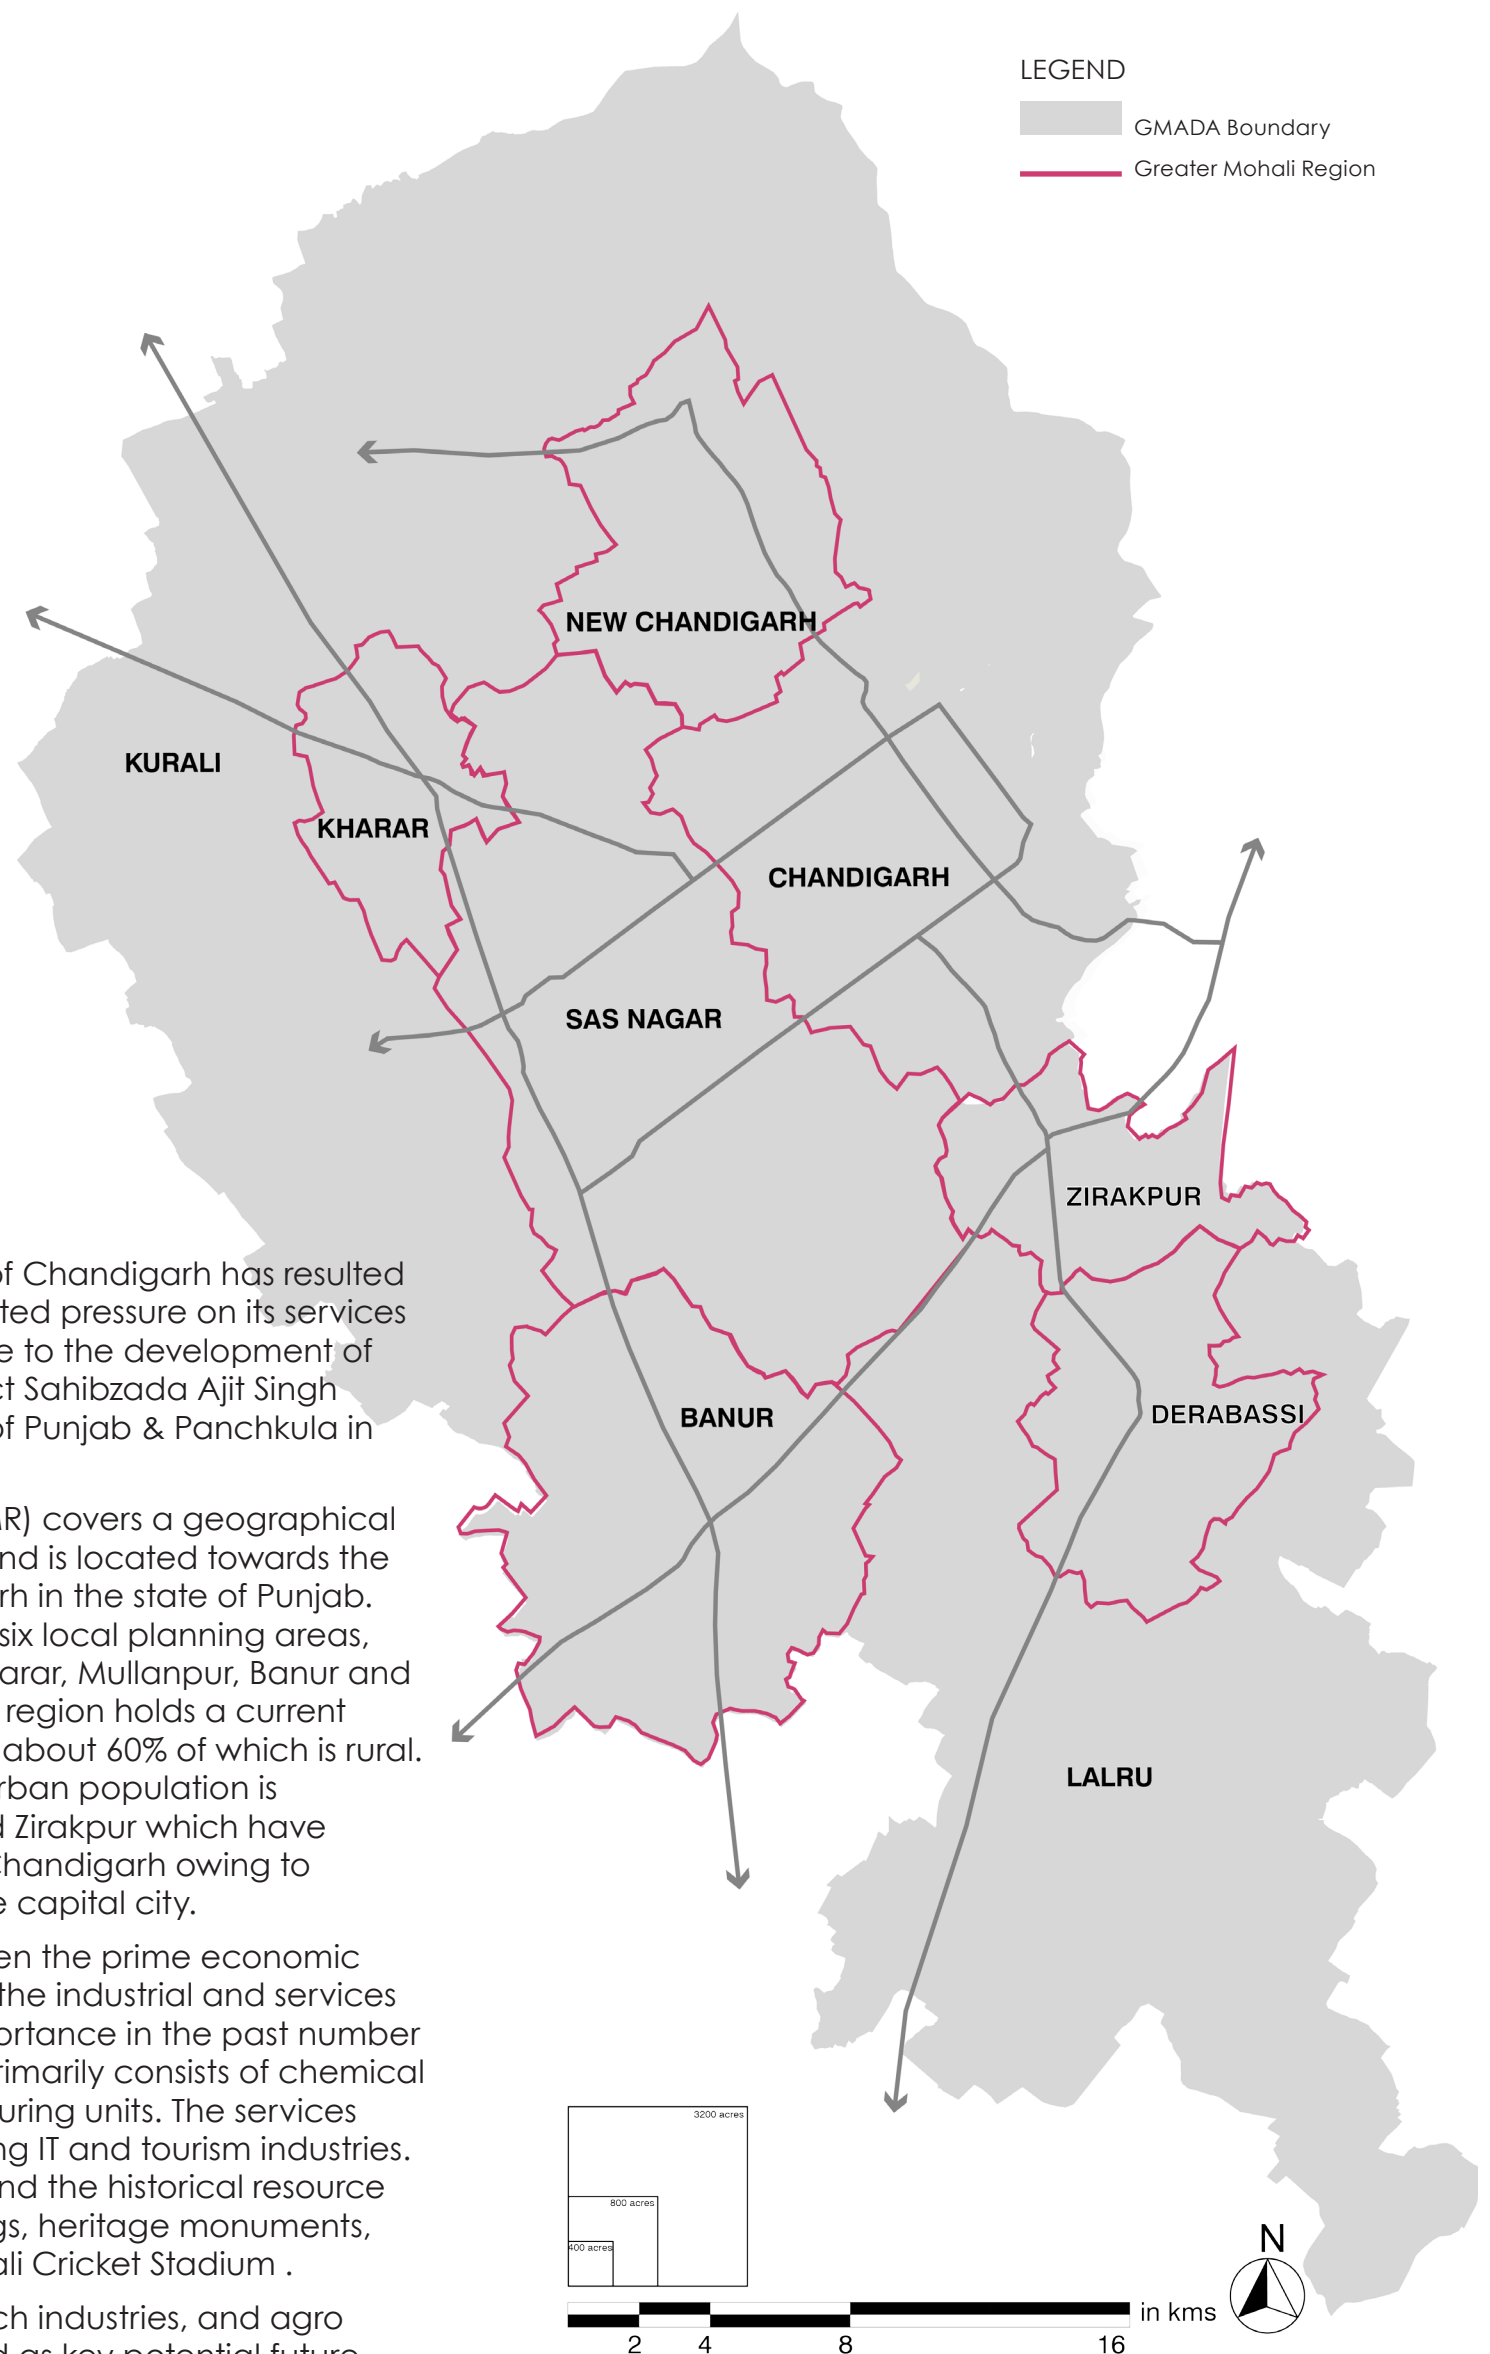 LEGEND
GMADA Boundary
Greater Mohali Region
NEW CHANDIGARH
KURALI
KHARAR
CHANDIGARH
SAS NAGAR
ZIRAKPUR
BANUR
DERABASSI
LALRU
of Chandigarh has resulted
ted pressure on its services
e to the development of
ct Sahibzada Ajit Singh
of Punjab & Panchkula in
MR) covers a geographical
nd is located towards the
rh in the state of Punjab.
six local planning areas,
arar, Mullanpur, Banur and
region holds a current
about 60% of which is rural.
rban population is
d Zirakpur which have
Chandigarh owing to
e capital city.
en the prime economic
the industrial and services
ortance in the past number
rimarily consists of chemical
uring units. The services
ng IT and tourism industries.
nd the historical resource
gs, heritage monuments,
ali Cricket Stadium .
ch industries, and agro
d as key potential future
3200 acres
800 acres
400 acres
N
in kms
2 4 8 16